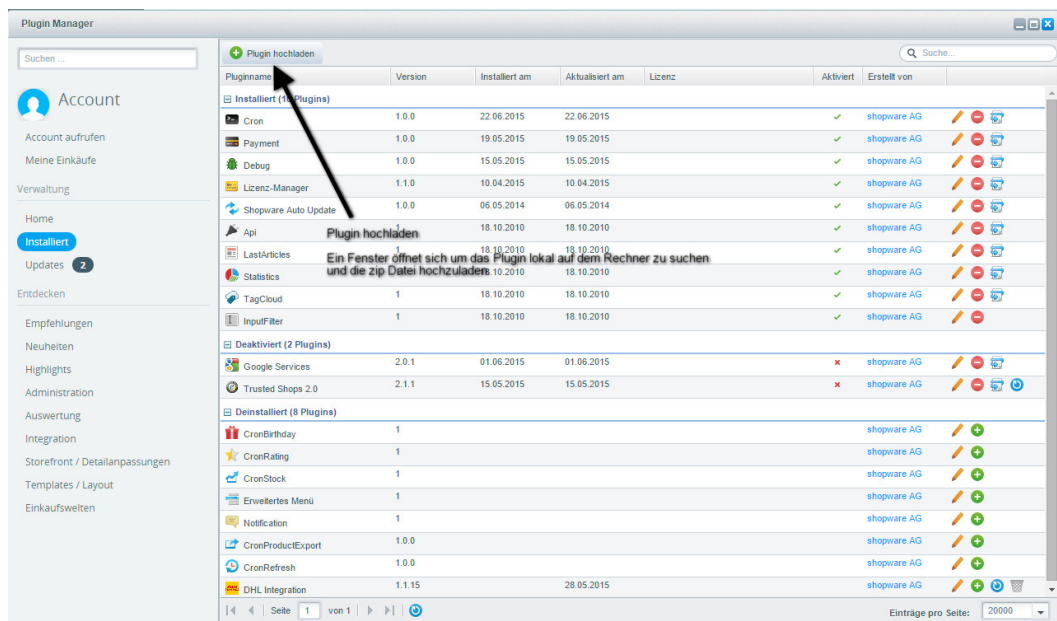 Plugin Manager
Suchen ...
Account
Account aufrufen
Meine Einkäufe
Verwaltung
Home
Installiert
Updates 2
Entdecken
Empfehlungen
Neuheiten
Highlights
Administration
Auswertung
Integration
Storefront / Detailanpassungen
Templates / Layout
Einkaufswelten
Plugin hochladen
Suche...
Pluginname Version Installiert am Aktualisiert am Lizenz Aktiviert Erstellt von
Installiert (10 Plugins)
Cron 1.0.0 22.06.2015 22.06.2015 shopware AG
Payment 1.0.0 19.05.2015 19.05.2015 shopware AG
Debug 1.0.0 15.05.2015 15.05.2015 shopware AG
Lizenz-Manager 1.1.0 10.04.2015 10.04.2015 shopware AG
Shopware Auto Update 1.0.0 06.05.2014 06.05.2014 shopware AG
Api 1 18.10.2010 18.10.2010 shopware AG
Plugin hochladen
LastArticles 1 18.10.2010 18.10.2010 shopware AG
Ein Fenster öffnet sich um das Plugin lokal auf dem Rechner zu suchen
und die zip Datei hochzuladen
Statistics 18.10.2010 shopware AG
TagCloud 1 18.10.2010 18.10.2010 shopware AG
InputFilter 1 18.10.2010 18.10.2010 shopware AG
Deaktiviert (2 Plugins)
Google Services 2.0.1 01.06.2015 01.06.2015 shopware AG
Trusted Shops 2.0 2.1.1 15.05.2015 15.05.2015 shopware AG
Deinstalliert (8 Plugins)
CronBirthday 1 shopware AG
CronRating 1 shopware AG
CronStock 1 shopware AG
Erweitertes Menü 1 shopware AG
Notification 1 shopware AG
CronProductExport 1.0.0 shopware AG
CronRefresh 1.0.0 shopware AG
DHL Integration 1.1.15 28.05.2015 shopware AG
Seite 1 von 1
Einträge pro Seite: 20000